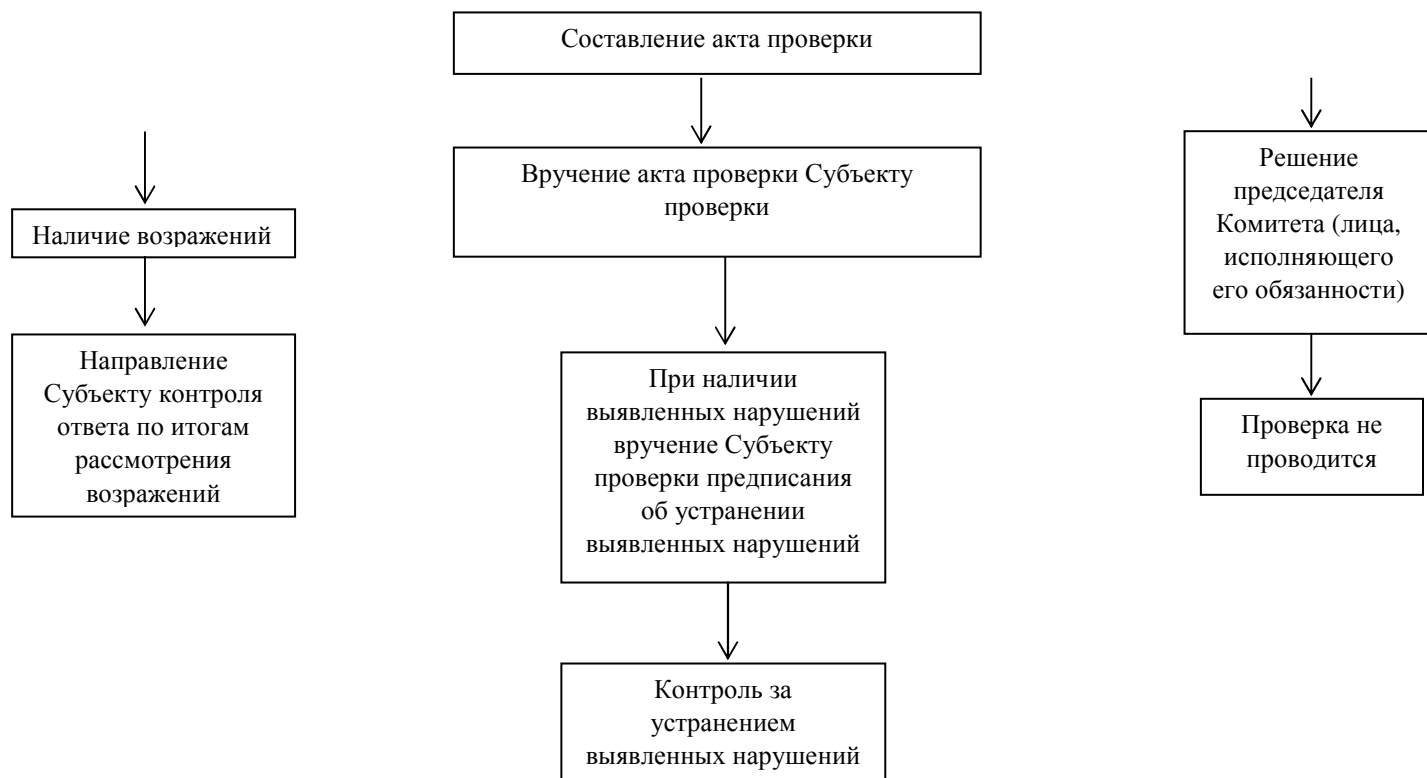 Составление акта проверки
Вручение акта проверки Субъекту
проверки
Решение
председателя
Комитета (лица,
исполняющего
его обязанности)
Наличие возражений
Направление
Субъекту контроля
ответа по итогам
рассмотрения
возражений
При наличии
выявленных нарушений
вручение Субъекту
проверки предписания
об устранении
выявленных нарушений
Проверка не
проводится
Контроль за
устранением
выявленных нарушений